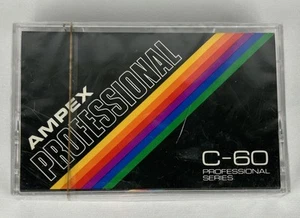 AMPEX
PROFESSIONAL
C-60
PROFESSIONAL
SERIES